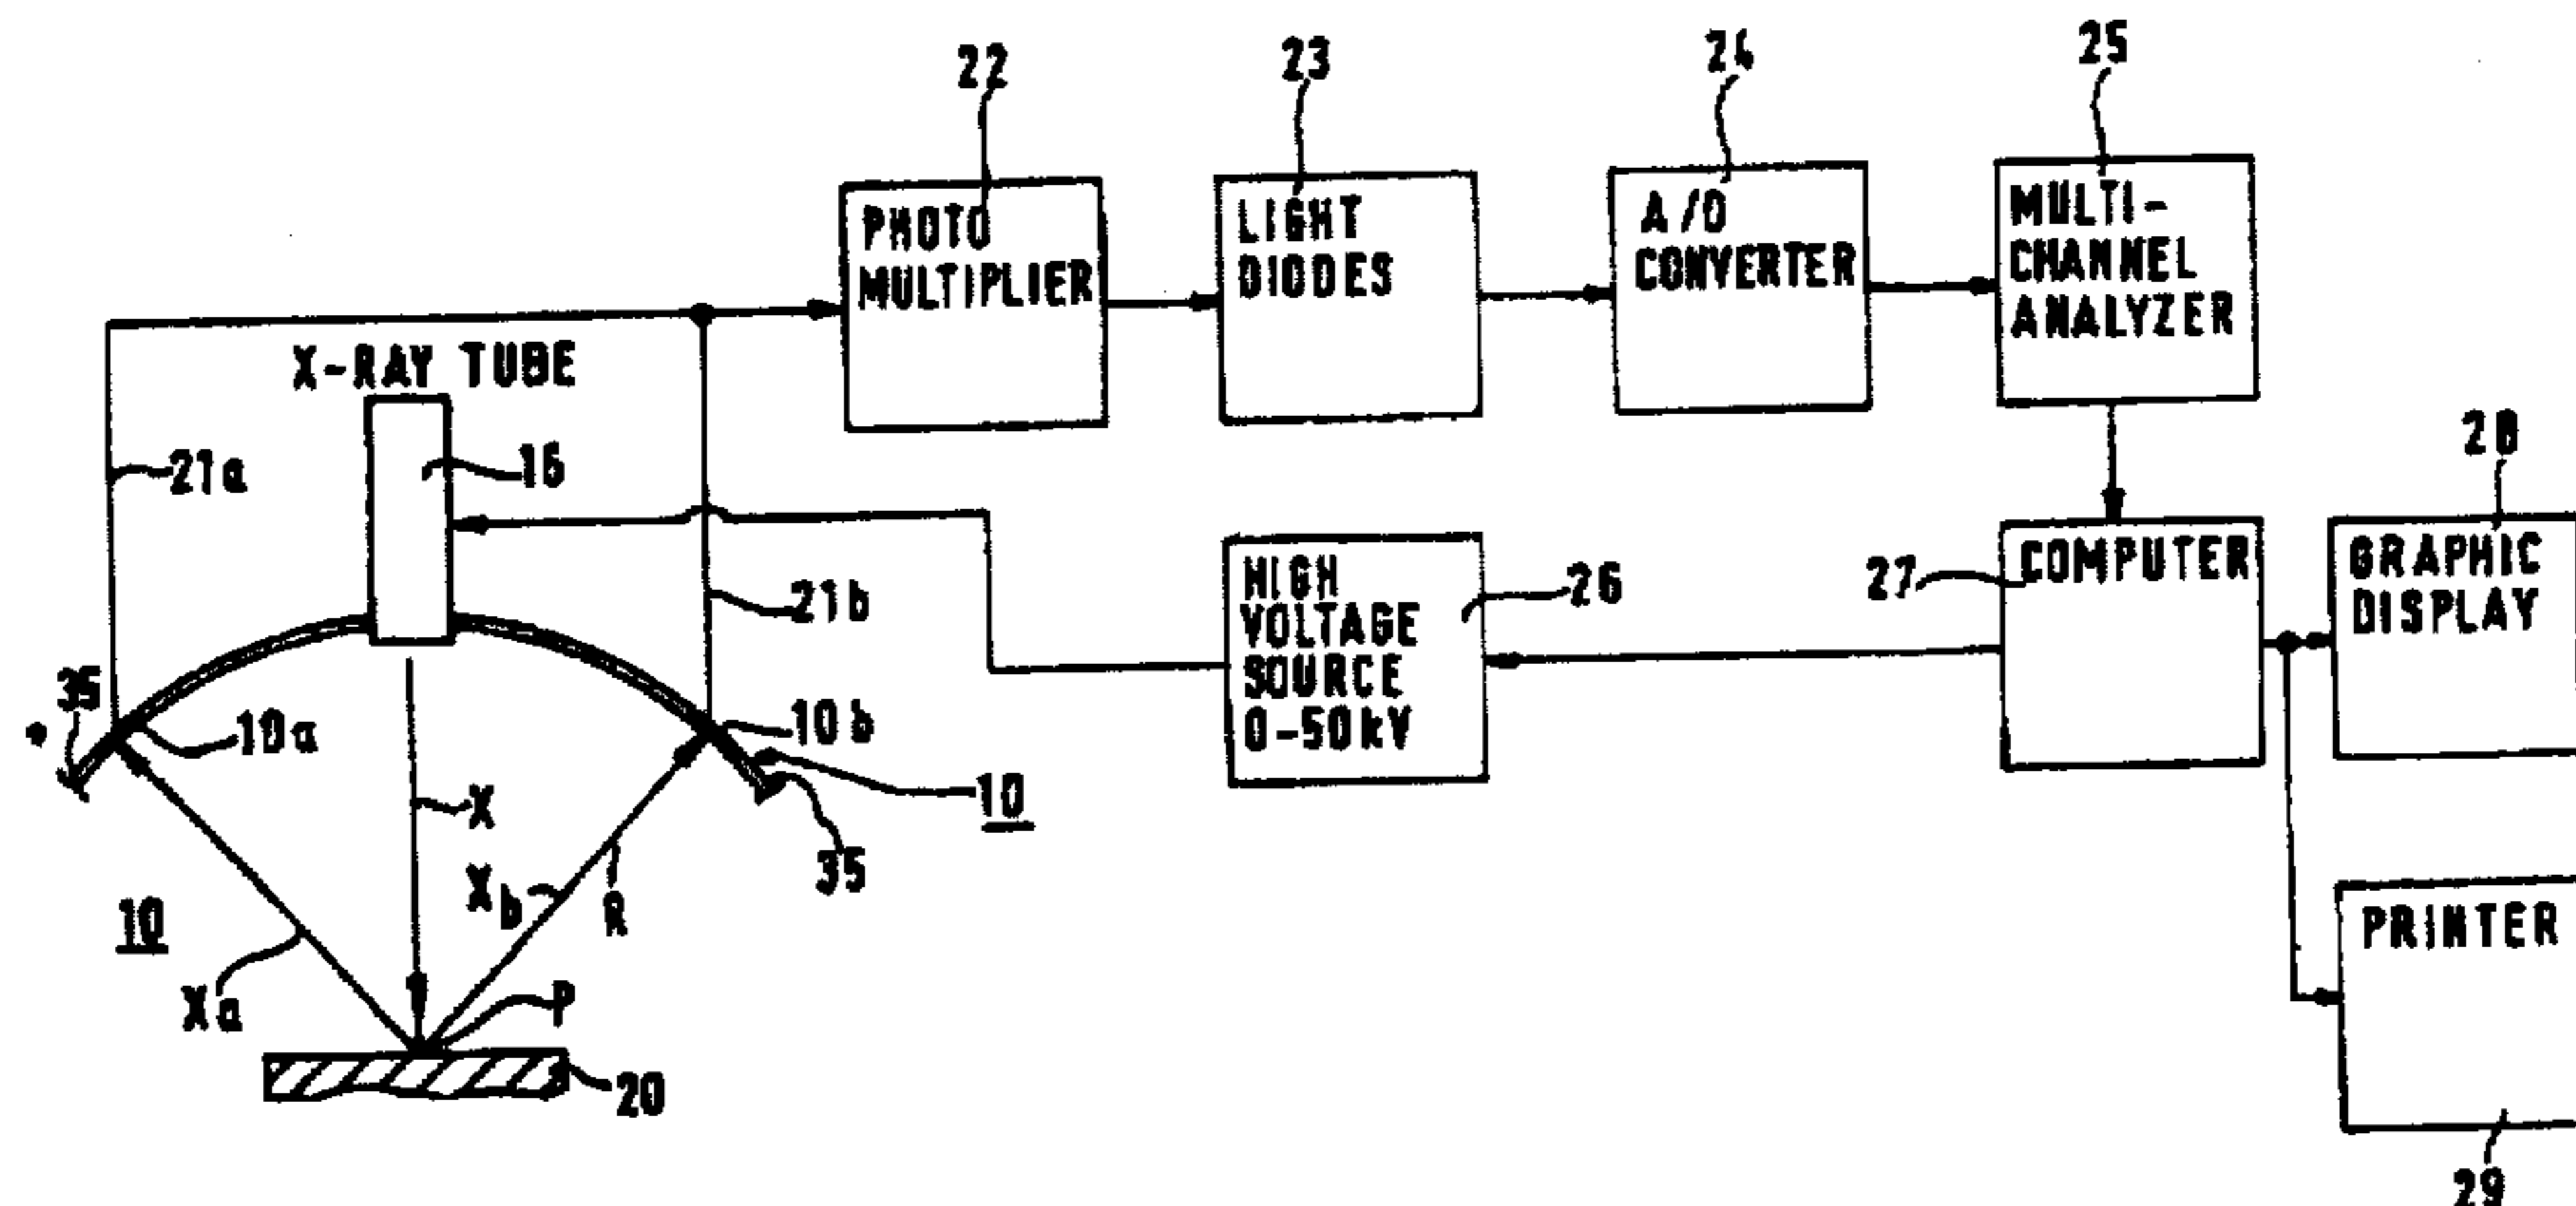 22
23
24
25
PHOTO
MULTIPLIER
LIGHT
DIODES
A/D
CONVERTER
MULTI-
CHANNEL
ANALYZER
X-RAY TUBE
21a
16
21b
HIGH
VOLTAGE
SOURCE
0-50kV
26
27
COMPUTER
28
GRAPHIC
DISPLAY
35
10a
10b
10
35
X
Xb
R
10
Xa
P
20
PRINTER
29